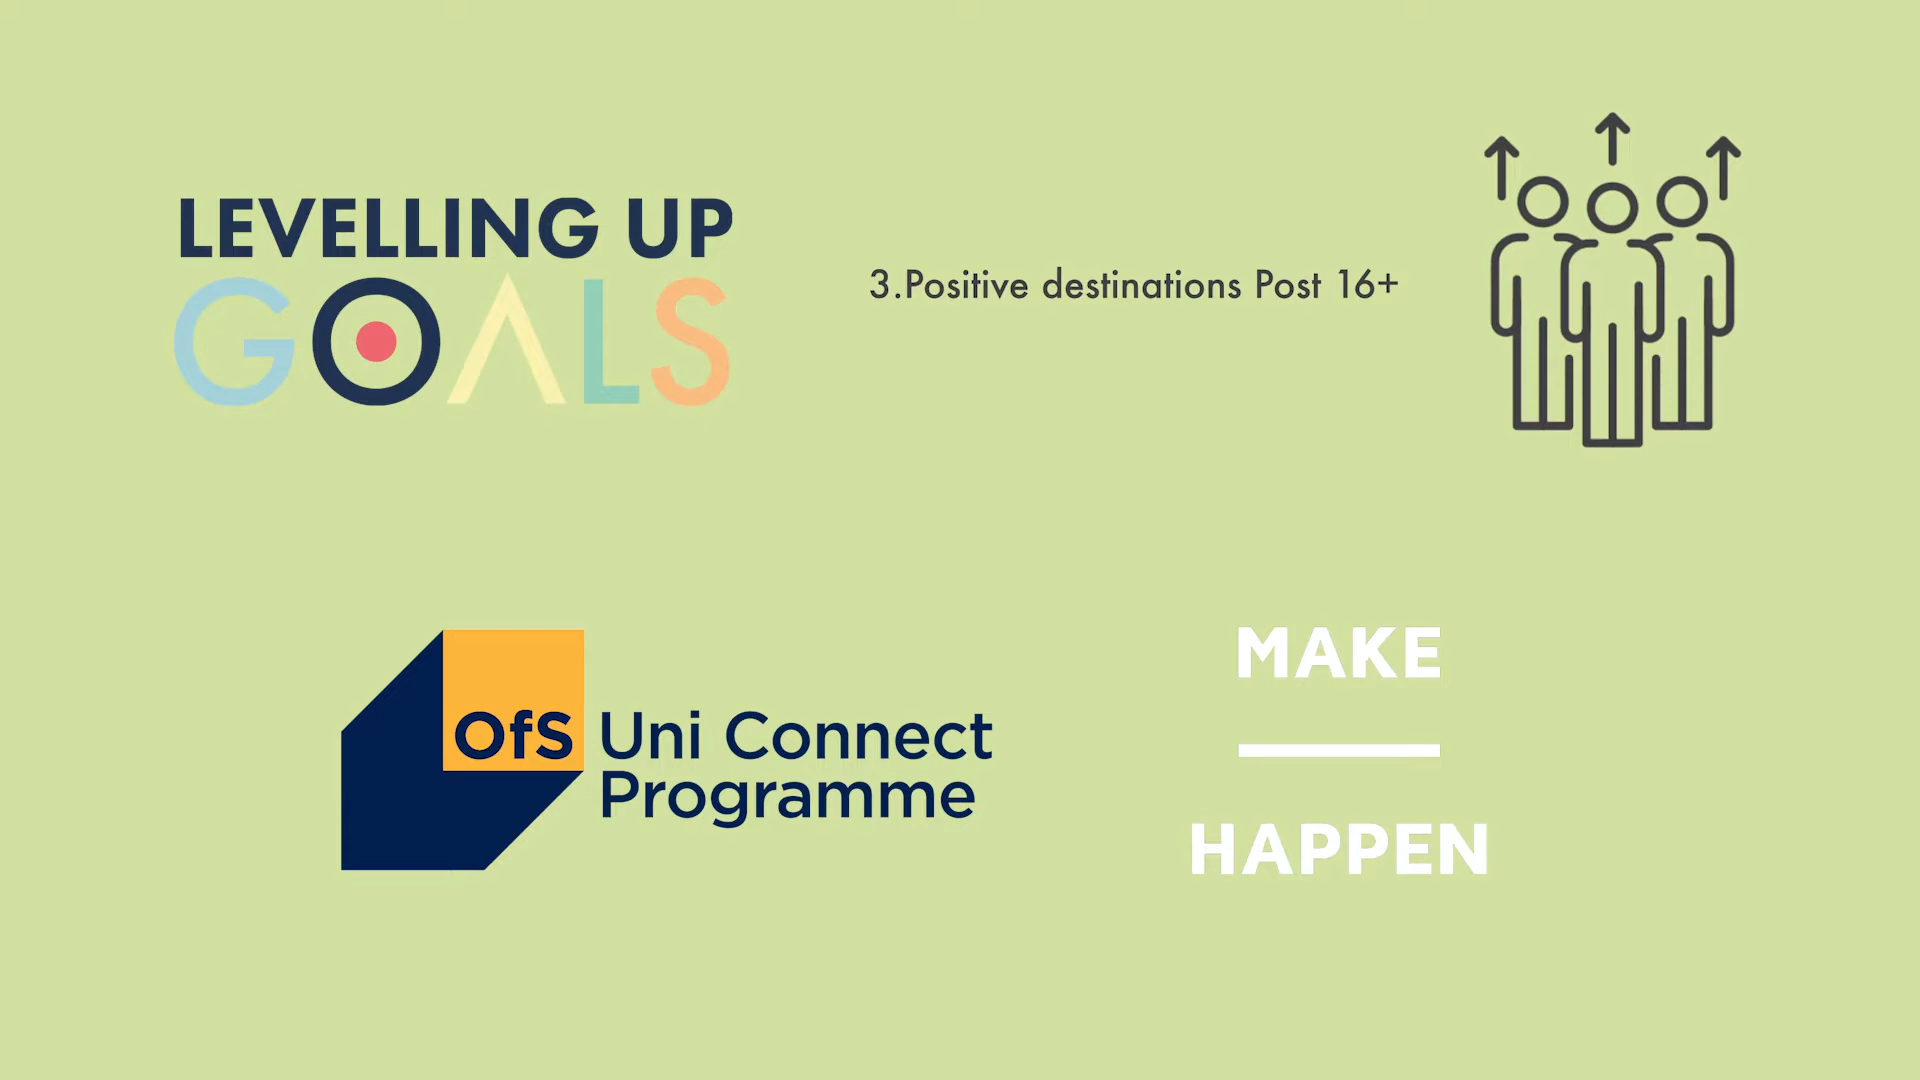 LEVELLING UP
GOALS
3.Positive destinations Post 16+
OfS Uni Connect
Programme
MAKE
HAPPEN